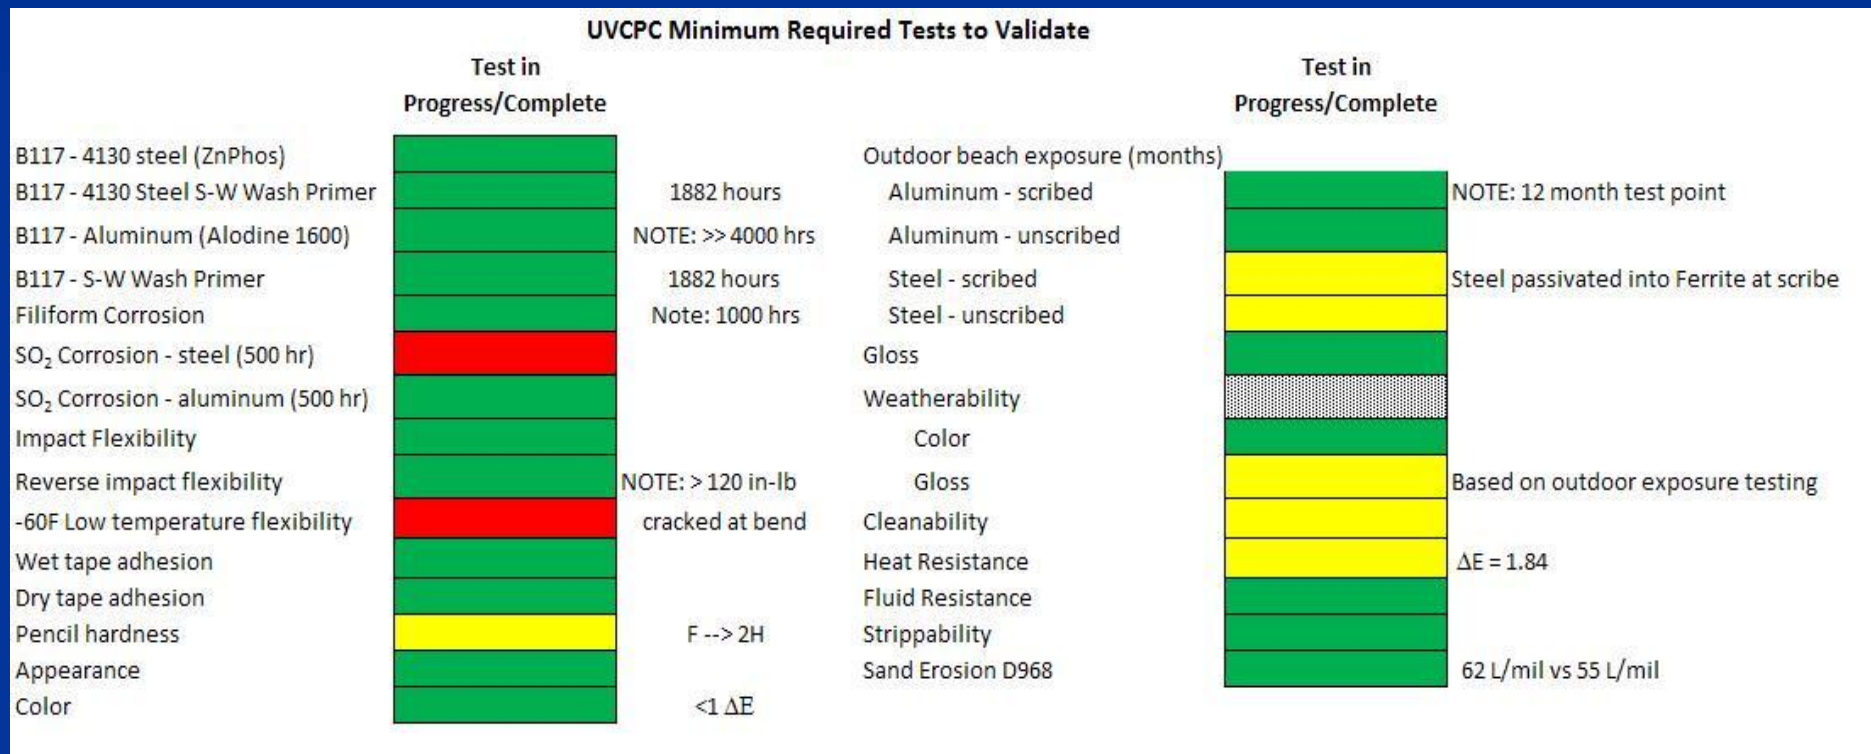 UVCPC Minimum Required Tests to Validate
Test in
Progress/Complete
B117 - 4130 steel (ZnPhos)
B117 - 4130 Steel S-W Wash Primer 1882 hours
B117 - Aluminum (Alodine 1600) NOTE: >> 4000 hrs
B117 - S-W Wash Primer 1882 hours
Filiform Corrosion Note: 1000 hrs
SO₂ Corrosion - steel (500 hr)
SO₂ Corrosion - aluminum (500 hr)
Impact Flexibility
Reverse impact flexibility NOTE: > 120 in-lb
-60F Low temperature flexibility cracked at bend
Wet tape adhesion
Dry tape adhesion
Pencil hardness F --> 2H
Appearance
Color <1 ΔE
Test in
Progress/Complete
Outdoor beach exposure (months)
Aluminum - scribed NOTE: 12 month test point
Aluminum - unscribed
Steel - scribed Steel passivated into Ferrite at scribe
Steel - unscribed
Gloss
Weatherability
Color
Gloss Based on outdoor exposure testing
Cleanability
Heat Resistance ΔE = 1.84
Fluid Resistance
Strippability
Sand Erosion D968 62 L/mil vs 55 L/mil